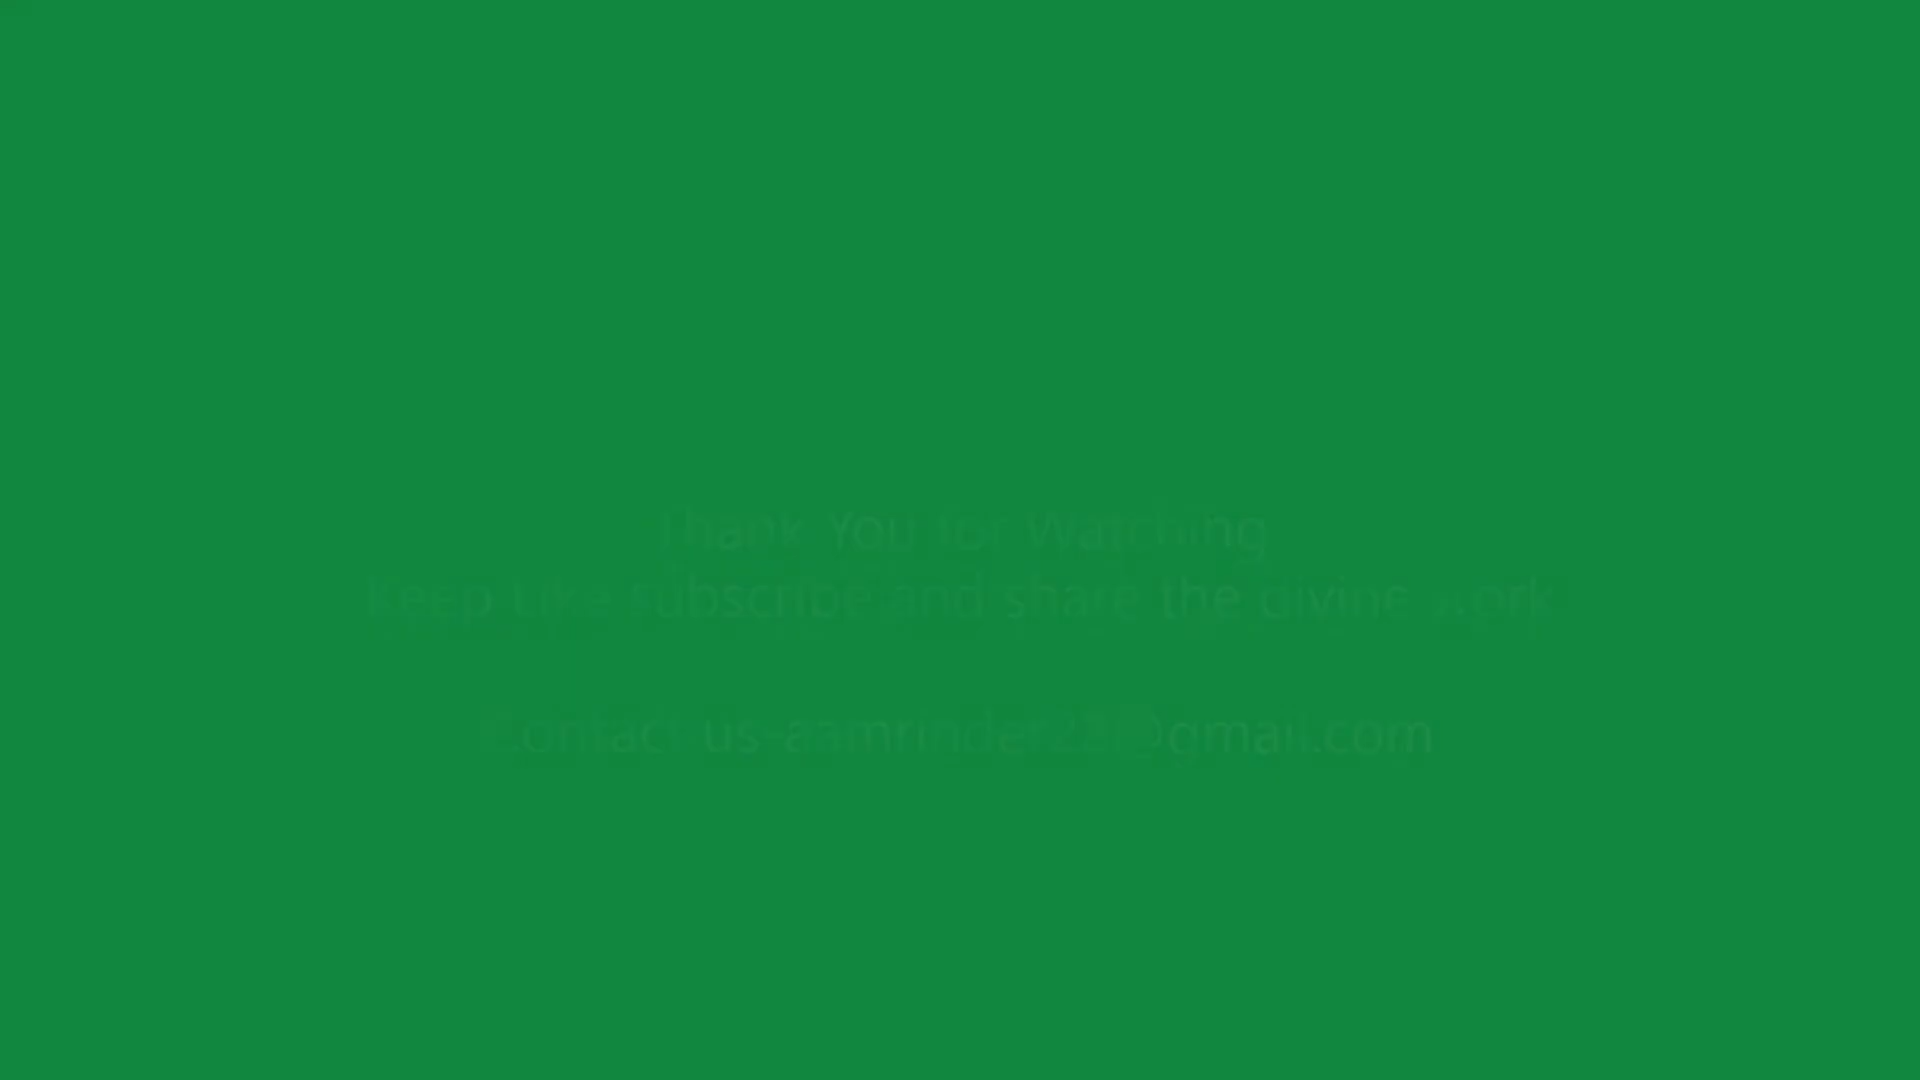 Thank You for Watching
Keep Like subscribe and share the divine work
Contact us-